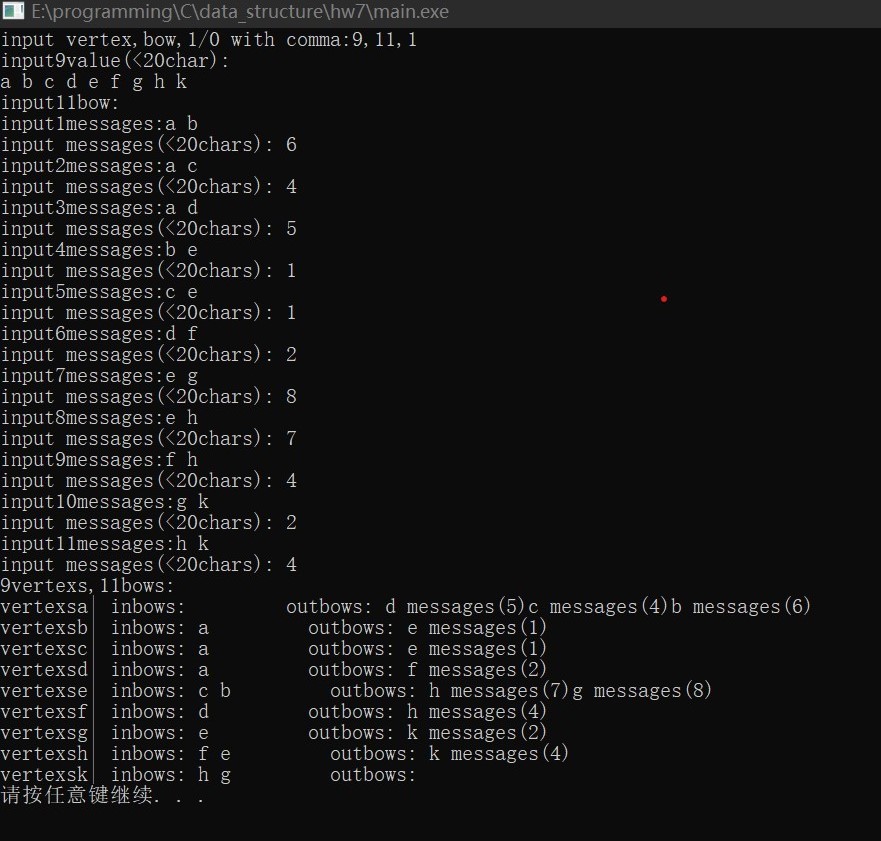 E:\programming\C\data_structure\hw7\main.exe
input vertex,bow,1/0 with comma:9,11,1
input9value(<20char):
a b c d e f g h k
input11bow:
input1messages:a b
input messages(<20chars): 6
input2messages:a c
input messages(<20chars): 4
input3messages:a d
input messages(<20chars): 5
input4messages:b e
input messages(<20chars): 1
input5messages:c e
input messages(<20chars): 1
input6messages:d f
input messages(<20chars): 2
input7messages:e g
input messages(<20chars): 8
input8messages:e h
input messages(<20chars): 7
input9messages:f h
input messages(<20chars): 4
input10messages:g k
input messages(<20chars): 2
input11messages:h k
input messages(<20chars): 4
9vertexs,11bows:
vertexsa│ inbows:         outbows: d messages(5)c messages(4)b messages(6)
vertexsb│ inbows: a         outbows: e messages(1)
vertexsc│ inbows: a         outbows: e messages(1)
vertexsd│ inbows: a         outbows: f messages(2)
vertexse│ inbows: c b         outbows: h messages(7)g messages(8)
vertexsf│ inbows: d         outbows: h messages(4)
vertexsg│ inbows: e         outbows: k messages(2)
vertexsh│ inbows: f e         outbows: k messages(4)
vertexsk│ inbows: h g         outbows:
请按任意键继续. . .